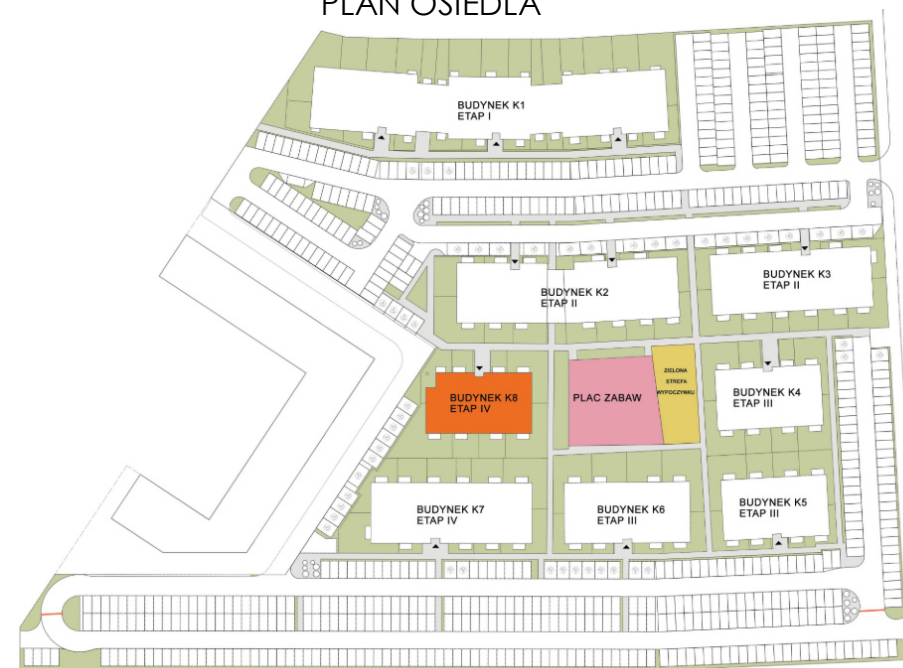 PLAN OSIEDLA
BUDYNEK K1
ETAP I
BUDYNEK K2
ETAP II
BUDYNEK K3
ETAP II
BUDYNEK K8
ETAP IV
PLAC ZABAW
ZIELONA
STREFA
WYPOCZYNKU
BUDYNEK K4
ETAP III
BUDYNEK K7
ETAP IV
BUDYNEK K6
ETAP III
BUDYNEK K5
ETAP III